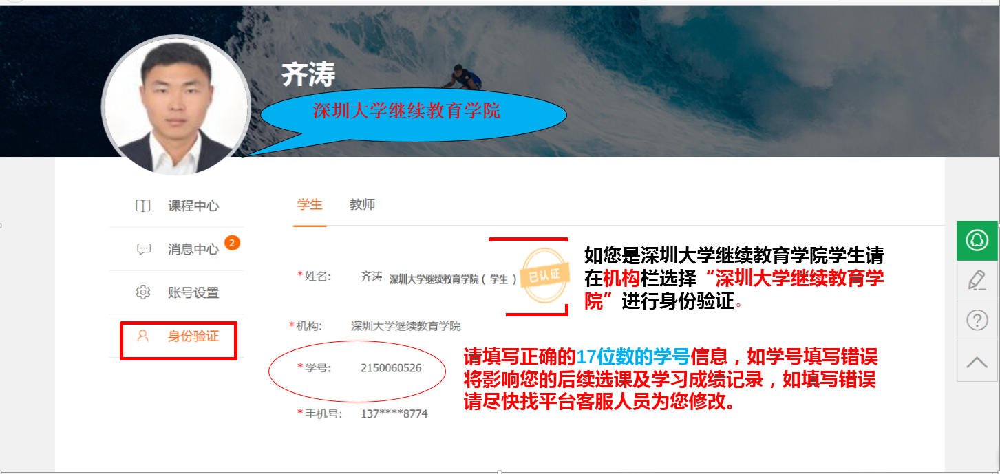 齐涛
深圳大学继续教育学院
课程中心
消息中心 2
账号设置
身份验证
学生 教师
*姓名: 齐涛 深圳大学继续教育学院（学生）
已认证
如您是深圳大学继续教育学院学生请
在机构栏选择“深圳大学继续教育学
院”进行身份验证。
*机构: 深圳大学继续教育学院
*学号: 2150060526
请填写正确的17位数的学号信息，如学号填写错误
将影响您的后续选课及学习成绩记录，如填写错误
请尽快找平台客服人员为您修改。
*手机号: 137****8774